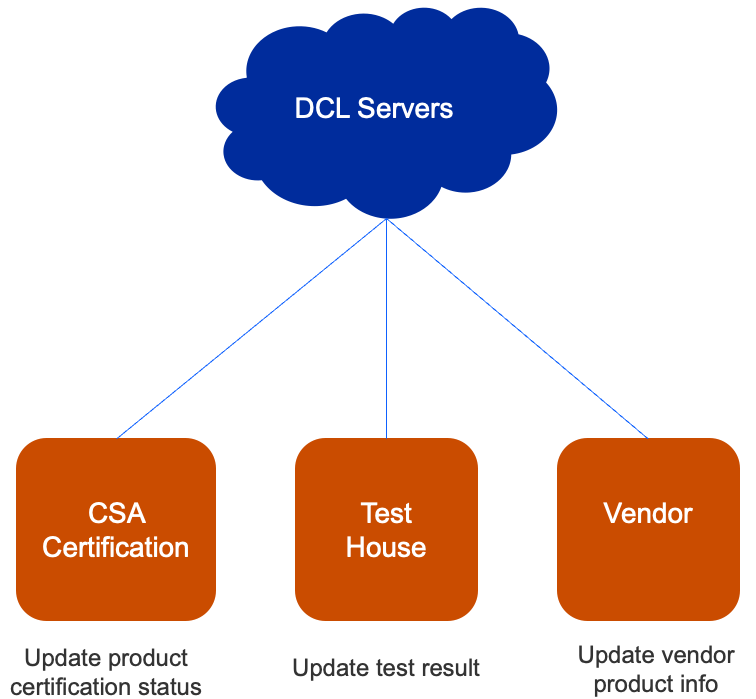 DCL Servers
CSA
Certification
Test
House
Vendor
Update product
certification status
Update test result
Update vendor
product info